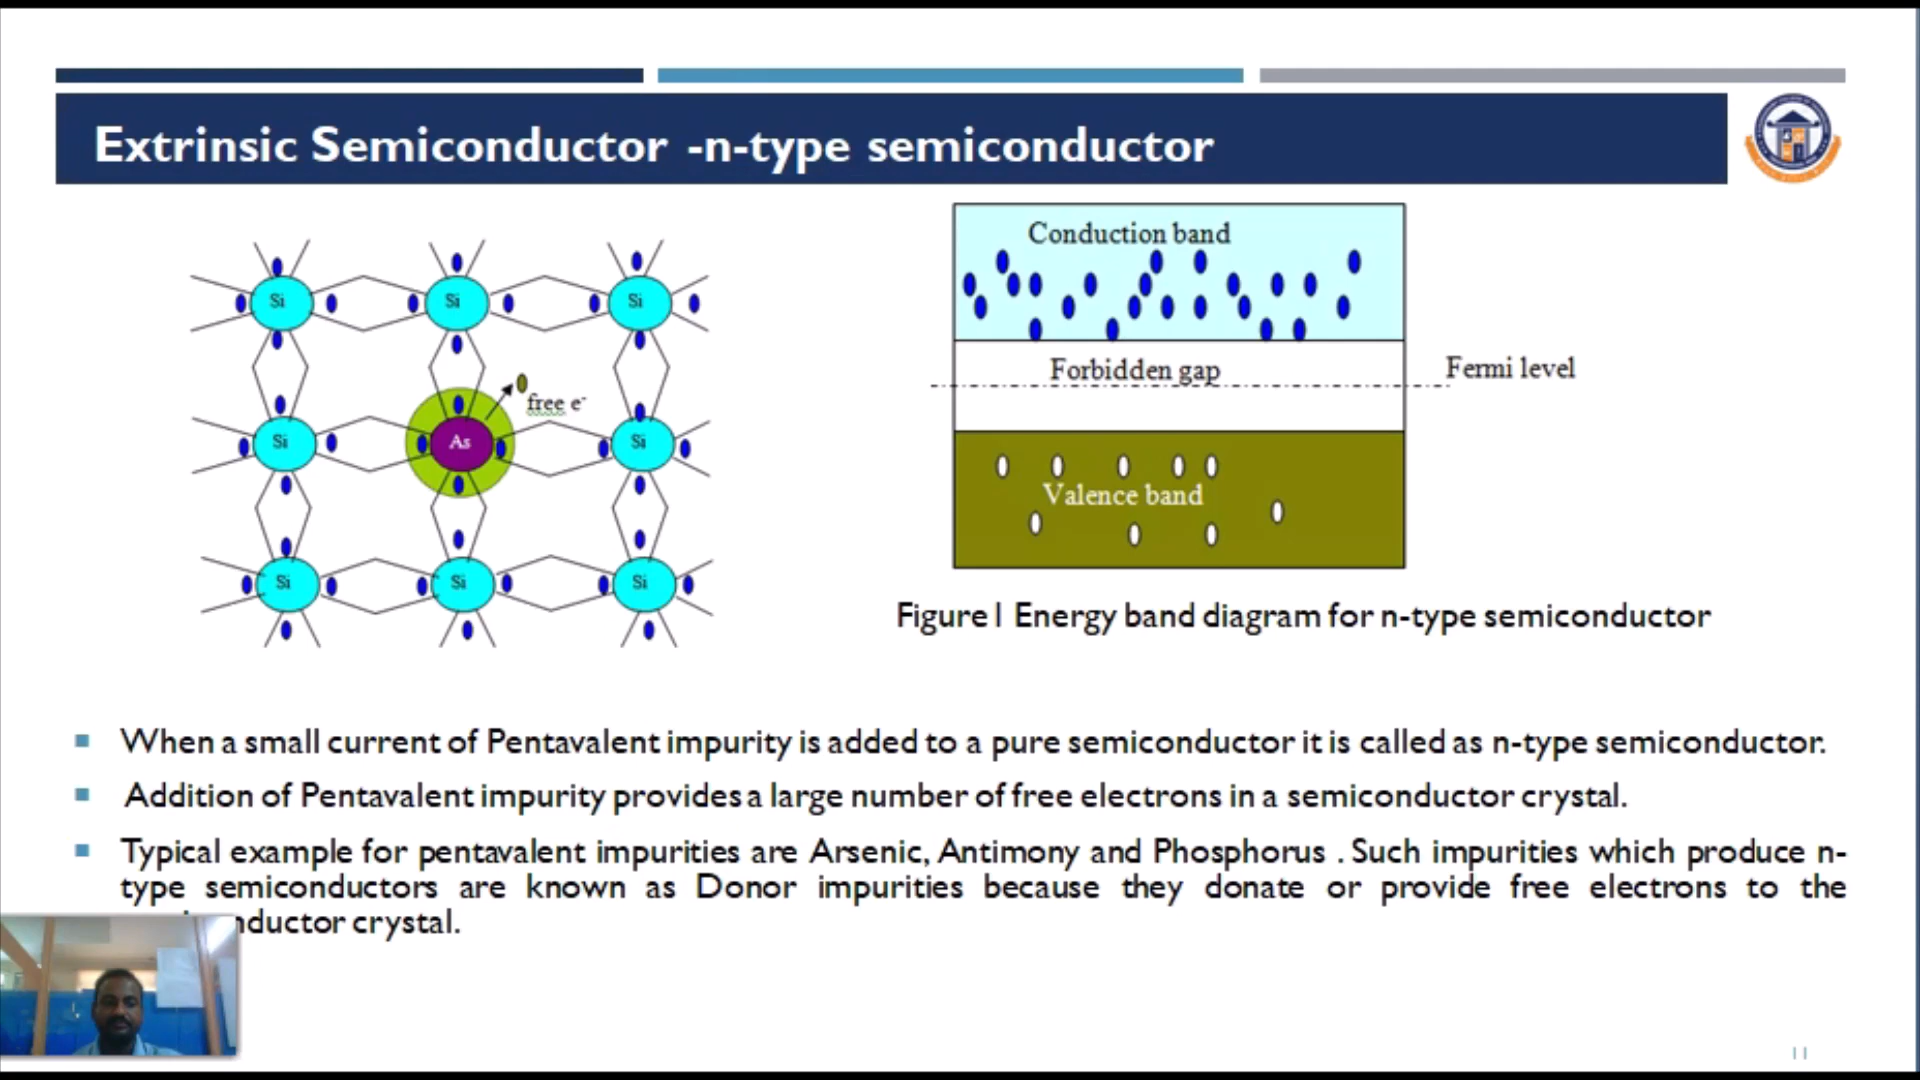 Extrinsic Semiconductor -n-type semiconductor
Si Si Si
free e-
Si As Si
Si Si Si
Conduction band
Forbidden gap
Fermi level
Valence band
Figure1 Energy band diagram for n-type semiconductor
When a small current of Pentavalent impurity is added to a pure semiconductor it is called as n-type semiconductor.
Addition of Pentavalent impurity provides a large number of free electrons in a semiconductor crystal.
Typical example for pentavalent impurities are Arsenic, Antimony and Phosphorus . Such impurities which produce n-
type semiconductors are known as Donor impurities because they donate or provide free electrons to the
crystal.
11